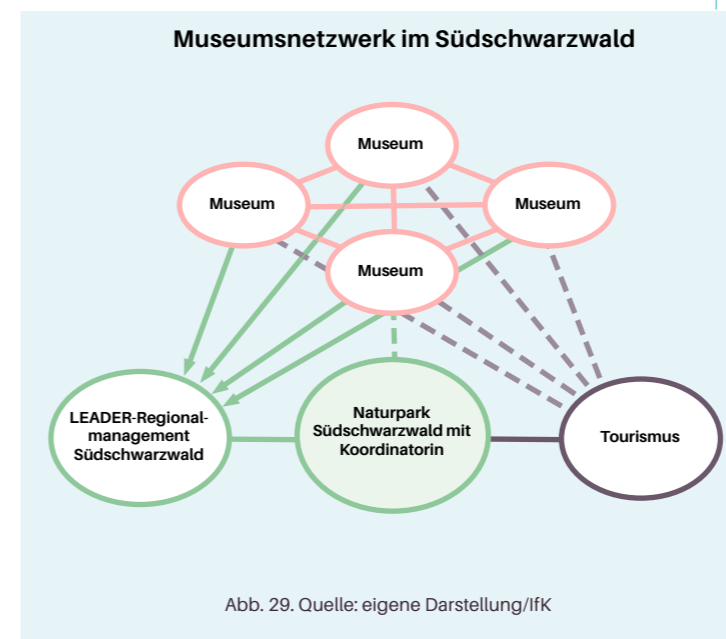 Museumsnetzwerk im Südschwarzwald
Museum
Museum
Museum
Museum
LEADER-Regional-
management
Südschwarzwald
Naturpark
Südschwarzwald mit
Koordinatorin
Tourismus
Abb. 29. Quelle: eigene Darstellung/IfK